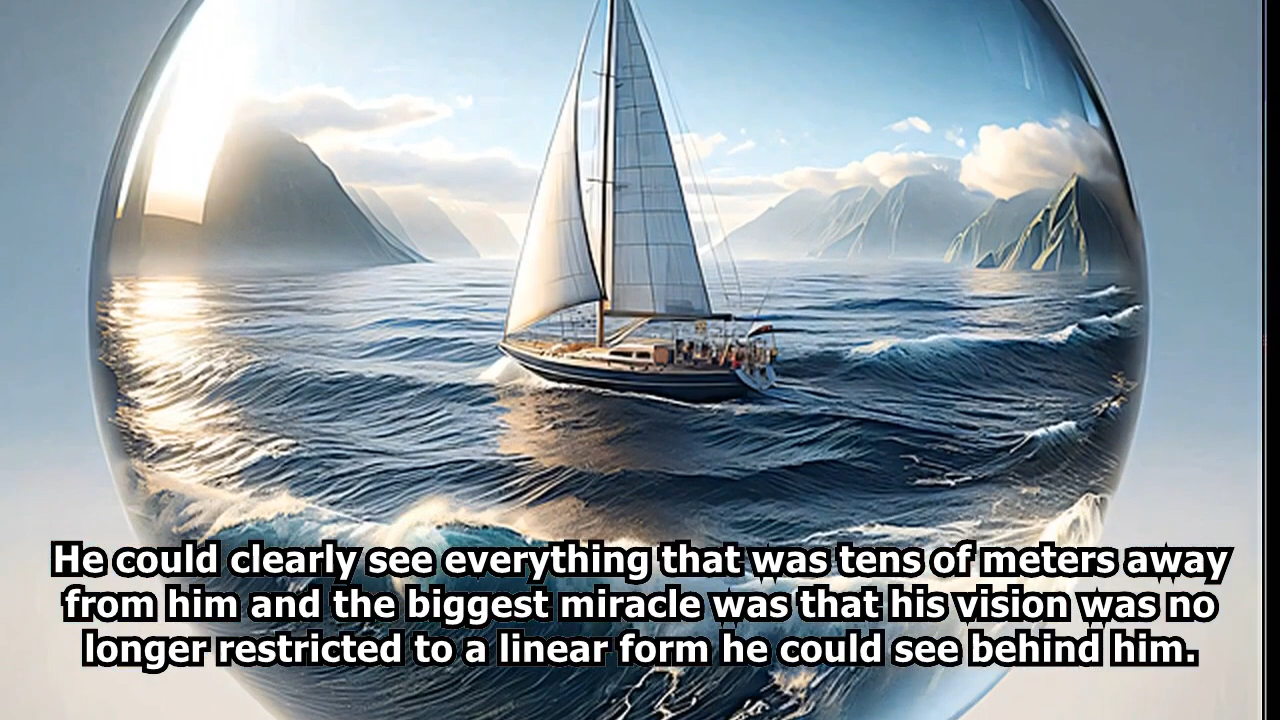 He could clearly see everything that was tens of meters away
from him and the biggest miracle was that his vision was no
longer restricted to a linear form he could see behind him.